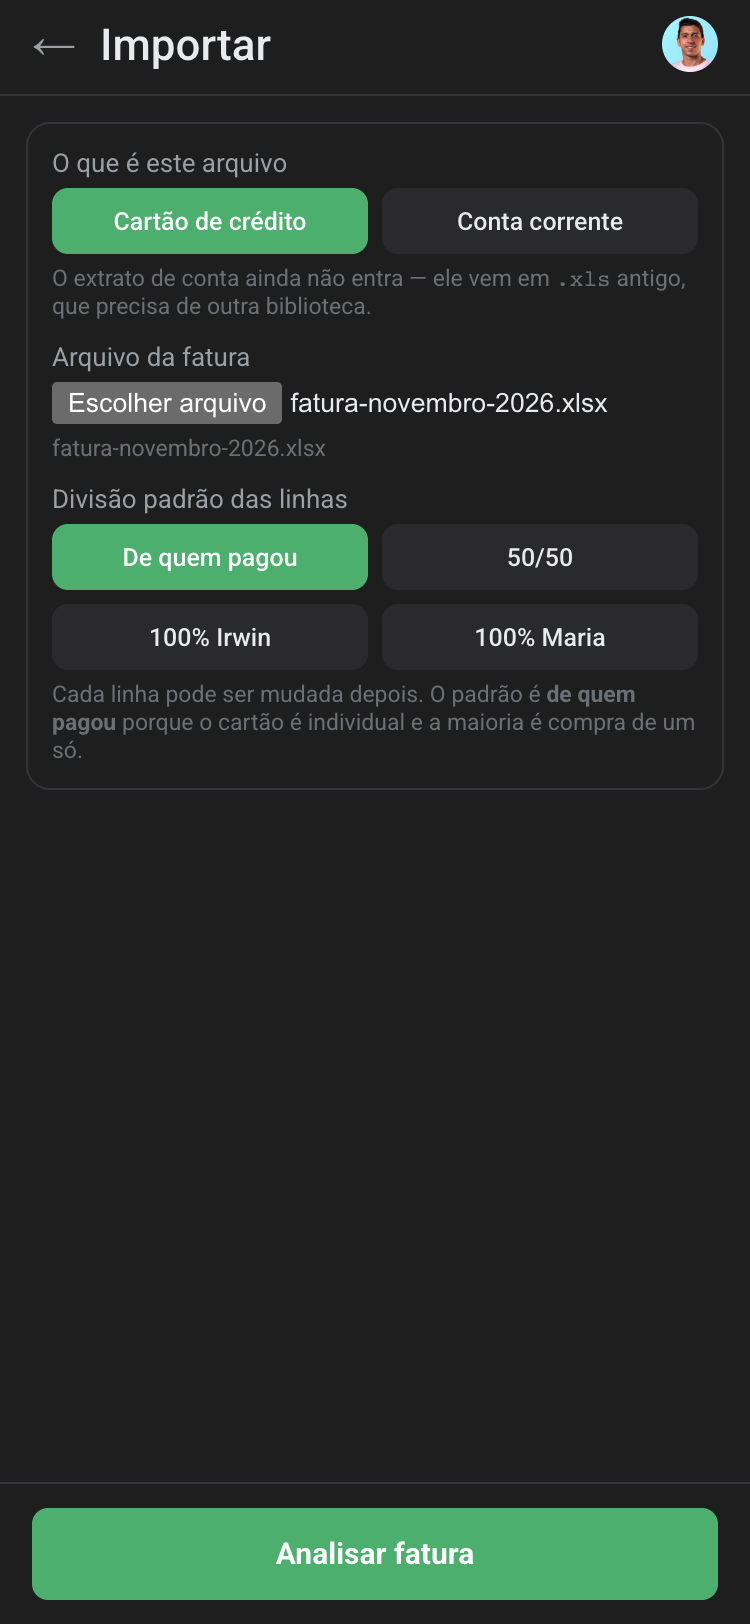 Importar
O que é este arquivo
Cartão de crédito
Conta corrente
O extrato de conta ainda não entra — ele vem em .xls antigo,
que precisa de outra biblioteca.
Arquivo da fatura
Escolher arquivo fatura-novembro-2026.xlsx
fatura-novembro-2026.xlsx
Divisão padrão das linhas
De quem pagou
50/50
100% Irwin
100% Maria
Cada linha pode ser mudada depois. O padrão é de quem
pagou porque o cartão é individual e a maioria é compra de um
só.
Analisar fatura